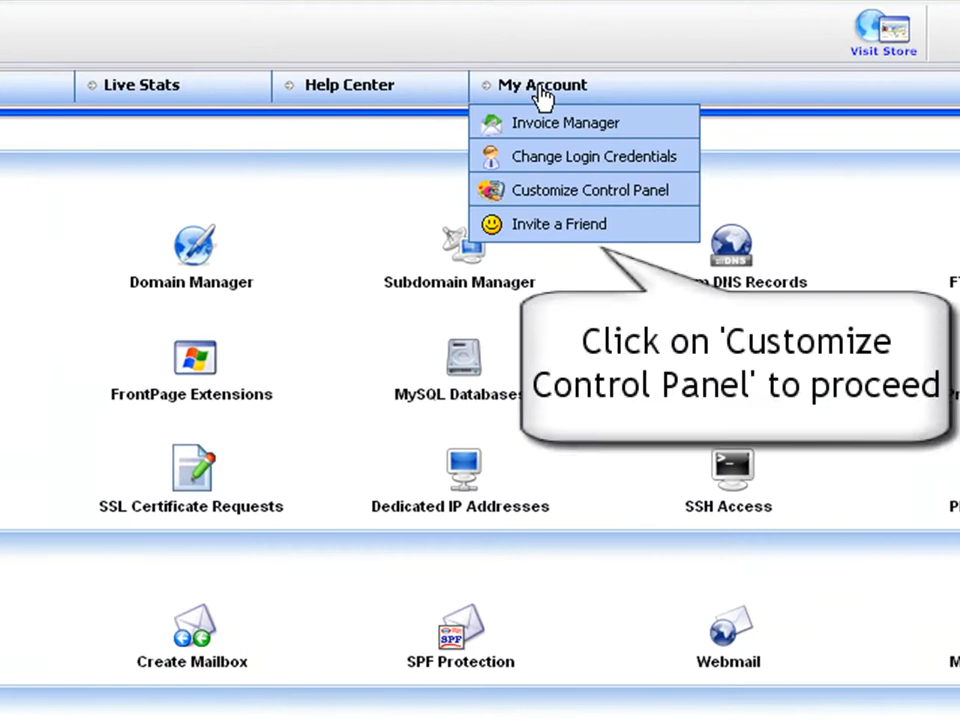 Visit Store
Live Stats
Help Center
My Account
Invoice Manager
Change Login Credentials
Customize Control Panel
Invite a Friend
Domain Manager
Subdomain Manager
DNS
DNS Records
Click on 'Customize
Control Panel' to proceed
FrontPage Extensions
MySQL Databases
SSL Certificate Requests
Dedicated IP Addresses
SSH Access
SPF
Create Mailbox
SPF Protection
Webmail